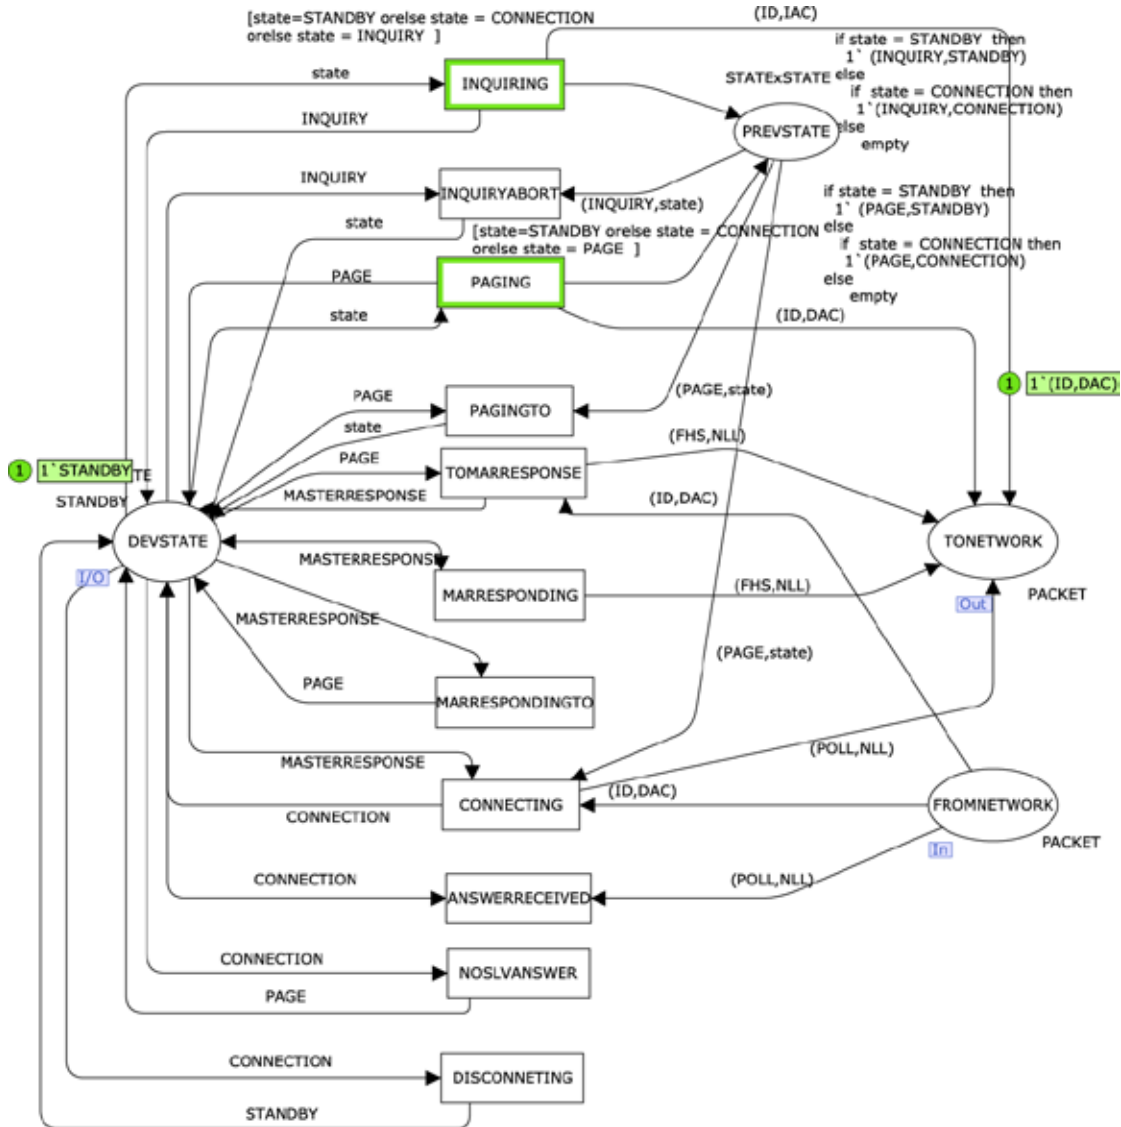 [state=STANDBY orelse state = CONNECTION
orelse state = INQUIRY ]
(ID,IAC)
if state = STANDBY then
1`(INQUIRY,STANDBY)
else
if state = CONNECTION then
1`(INQUIRY,CONNECTION)
else
empty
state
INQUIRING
STATExSTATE
INQUIRY
PREVSTATE
INQUIRY
INQUIRYABORT
(INQUIRY,state)
state
[state=STANDBY orelse state = CONNECTION
orelse state = PAGE ]
if state = STANDBY then
1`(PAGE,STANDBY)
else
if state = CONNECTION then
1`(PAGE,CONNECTION)
else
empty
PAGE
PAGING
state
(ID,DAC)
1
1`(ID,DAC)
PAGE
PAGINGTO
(PAGE,state)
state
(FHS,NLL)
PAGE
TOMARRESPONSE
1
1`STANDBY
TE
STANDBY
MASTERRESPONSE
(ID,DAC)
DEVSTATE
TONETWORK
I/O
MASTERRESPONSE
MARRESPONDING
(FHS,NLL)
PACKET
Out
MASTERRESPONSE
(PAGE,state)
PAGE
MARRESPONDINGTO
(POLL,NLL)
MASTERRESPONSE
CONNECTING
(ID,DAC)
FROMNETWORK
CONNECTION
PACKET
In
CONNECTION
ANSWERRECEIVED
(POLL,NLL)
CONNECTION
NOSLVANSWER
PAGE
CONNECTION
DISCONNETING
STANDBY